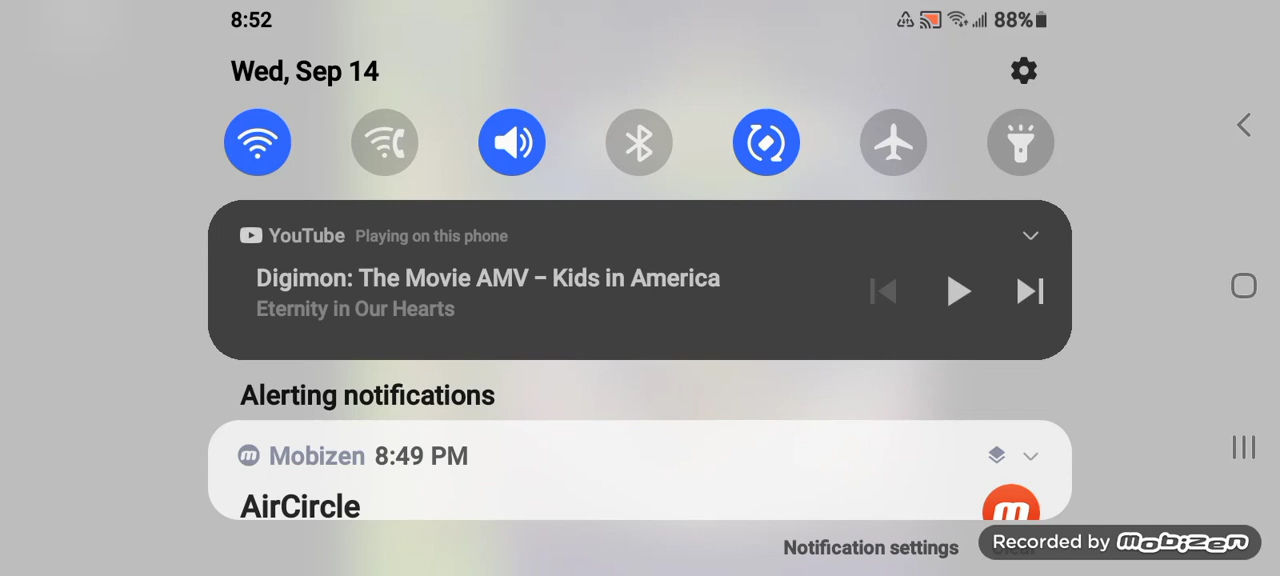 8:52
88%
Wed, Sep 14
YouTube Playing on this phone
Digimon: The Movie AMV – Kids in America
Eternity in Our Hearts
Alerting notifications
Mobizen 8:49 PM
AirCircle
m
Notification settings
Recorded by mobizen